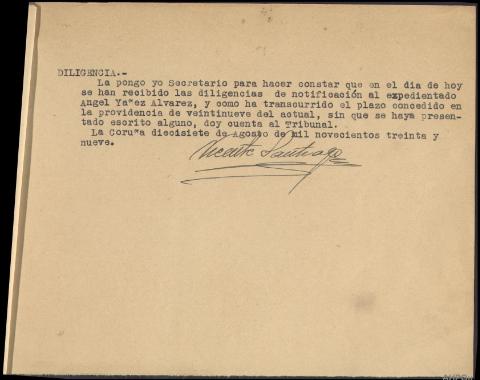 DILIGENCIA.-
La pongo yo Secretario para hacer constar que en el dia de hoy
se han recibido las diligencias de notificación al expedientado
Angel Ya"ez Alvarez, y como ha transcurrido el plazo concedido en
la providencia de veintinueve del actual, sin que se haya presen-
tado escrito alguno, doy cuenta al Tribunal.
La Coru"a diecisiete de Agosto de mil novecientos treinta y
nueve.
Vicente Santiago